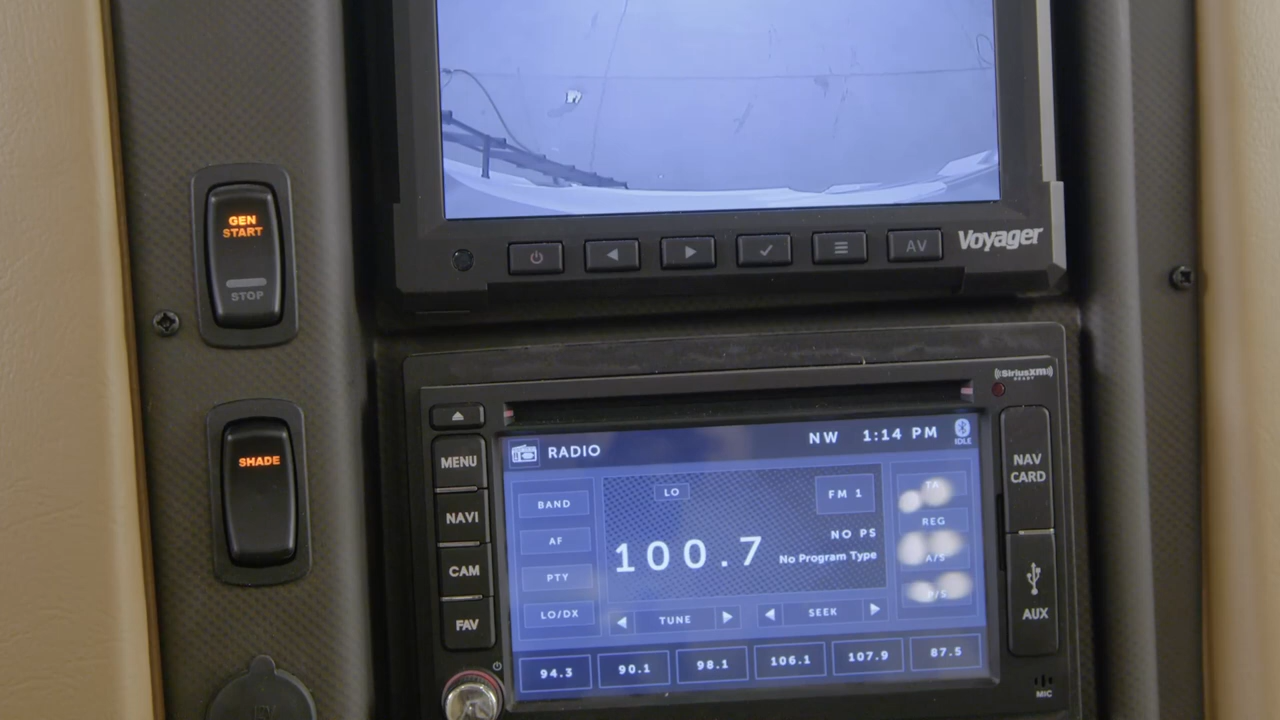 GEN
START
STOP
SHADE
AV
Voyager
SiriusXM
READY
MENU
NAVI
CAM
FAV
RADIO
NW 1:14 PM
IDLE
BAND
AF
PTY
LO/DX
LO
FM 1
100.7
NO PS
No Program Type
TUNE
SEEK
TA
REG
A/S
P/S
94.3 90.1 98.1 106.1 107.9 87.5
NAV
CARD
AUX
MIC